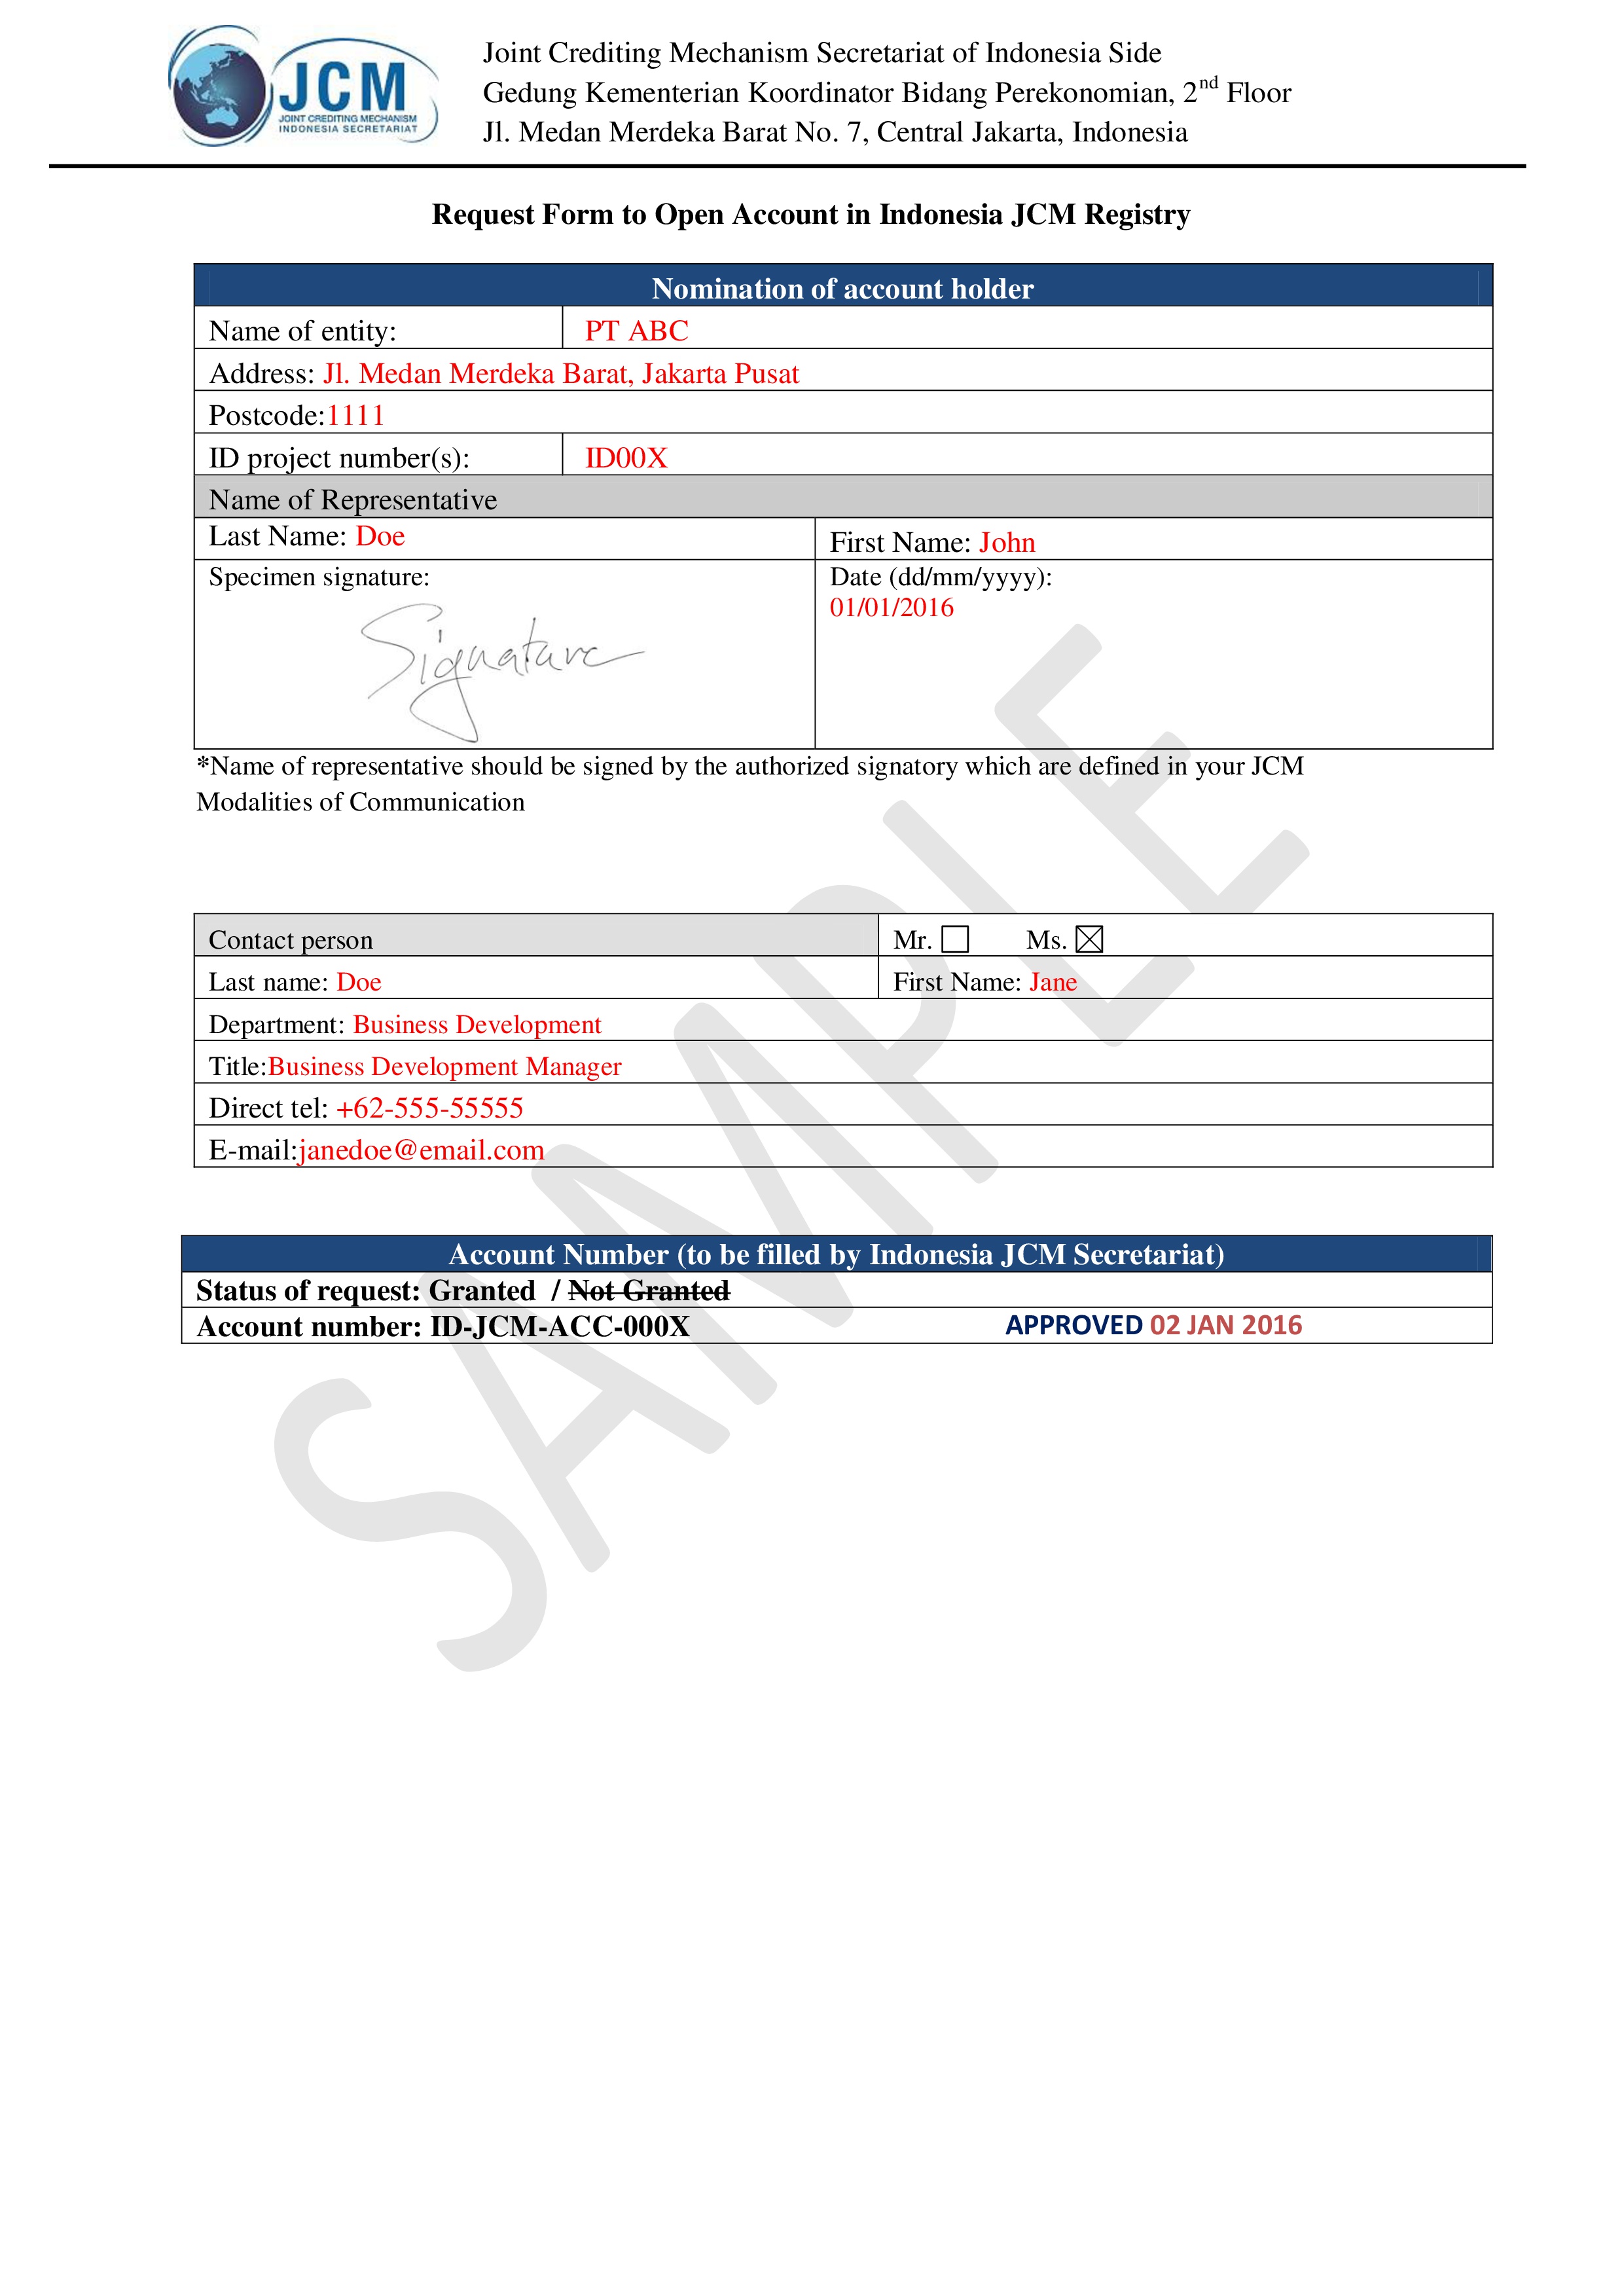 JCM
JOINT CREDITING MECHANISM
INDONESIA SECRETARIAT
Joint Crediting Mechanism Secretariat of Indonesia Side
Gedung Kementerian Koordinator Bidang Perekonomian, 2nd Floor
Jl. Medan Merdeka Barat No. 7, Central Jakarta, Indonesia
Request Form to Open Account in Indonesia JCM Registry
Nomination of account holder
Name of entity: PT ABC
Address: Jl. Medan Merdeka Barat, Jakarta Pusat
Postcode:1111
ID project number(s): ID00X
Name of Representative
Last Name: Doe First Name: John
Specimen signature: Date (dd/mm/yyyy):
01/01/2016
Signature
*Name of representative should be signed by the authorized signatory which are defined in your JCM
Modalities of Communication
Contact person Mr. ☐ Ms. ☒
Last name: Doe First Name: Jane
Department: Business Development
Title:Business Development Manager
Direct tel: +62-555-55555
E-mail:janedoe@email.com
Account Number (to be filled by Indonesia JCM Secretariat)
Status of request: Granted / Not Granted
Account number: ID-JCM-ACC-000X APPROVED 02 JAN 2016
SAMPLE